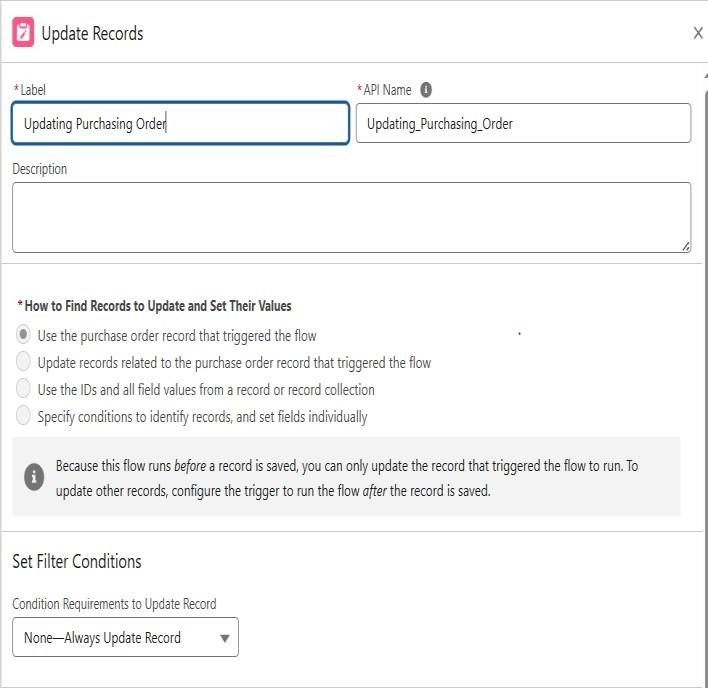 Update Records
X
*Label
*API Name
Updating Purchasing Order
Updating_Purchasing_Order
Description
*How to Find Records to Update and Set Their Values
Use the purchase order record that triggered the flow
Update records related to the purchase order record that triggered the flow
Use the IDs and all field values from a record or record collection
Specify conditions to identify records, and set fields individually
Because this flow runs before a record is saved, you can only update the record that triggered the flow to run. To
update other records, configure the trigger to run the flow after the record is saved.
Set Filter Conditions
Condition Requirements to Update Record
None—Always Update Record